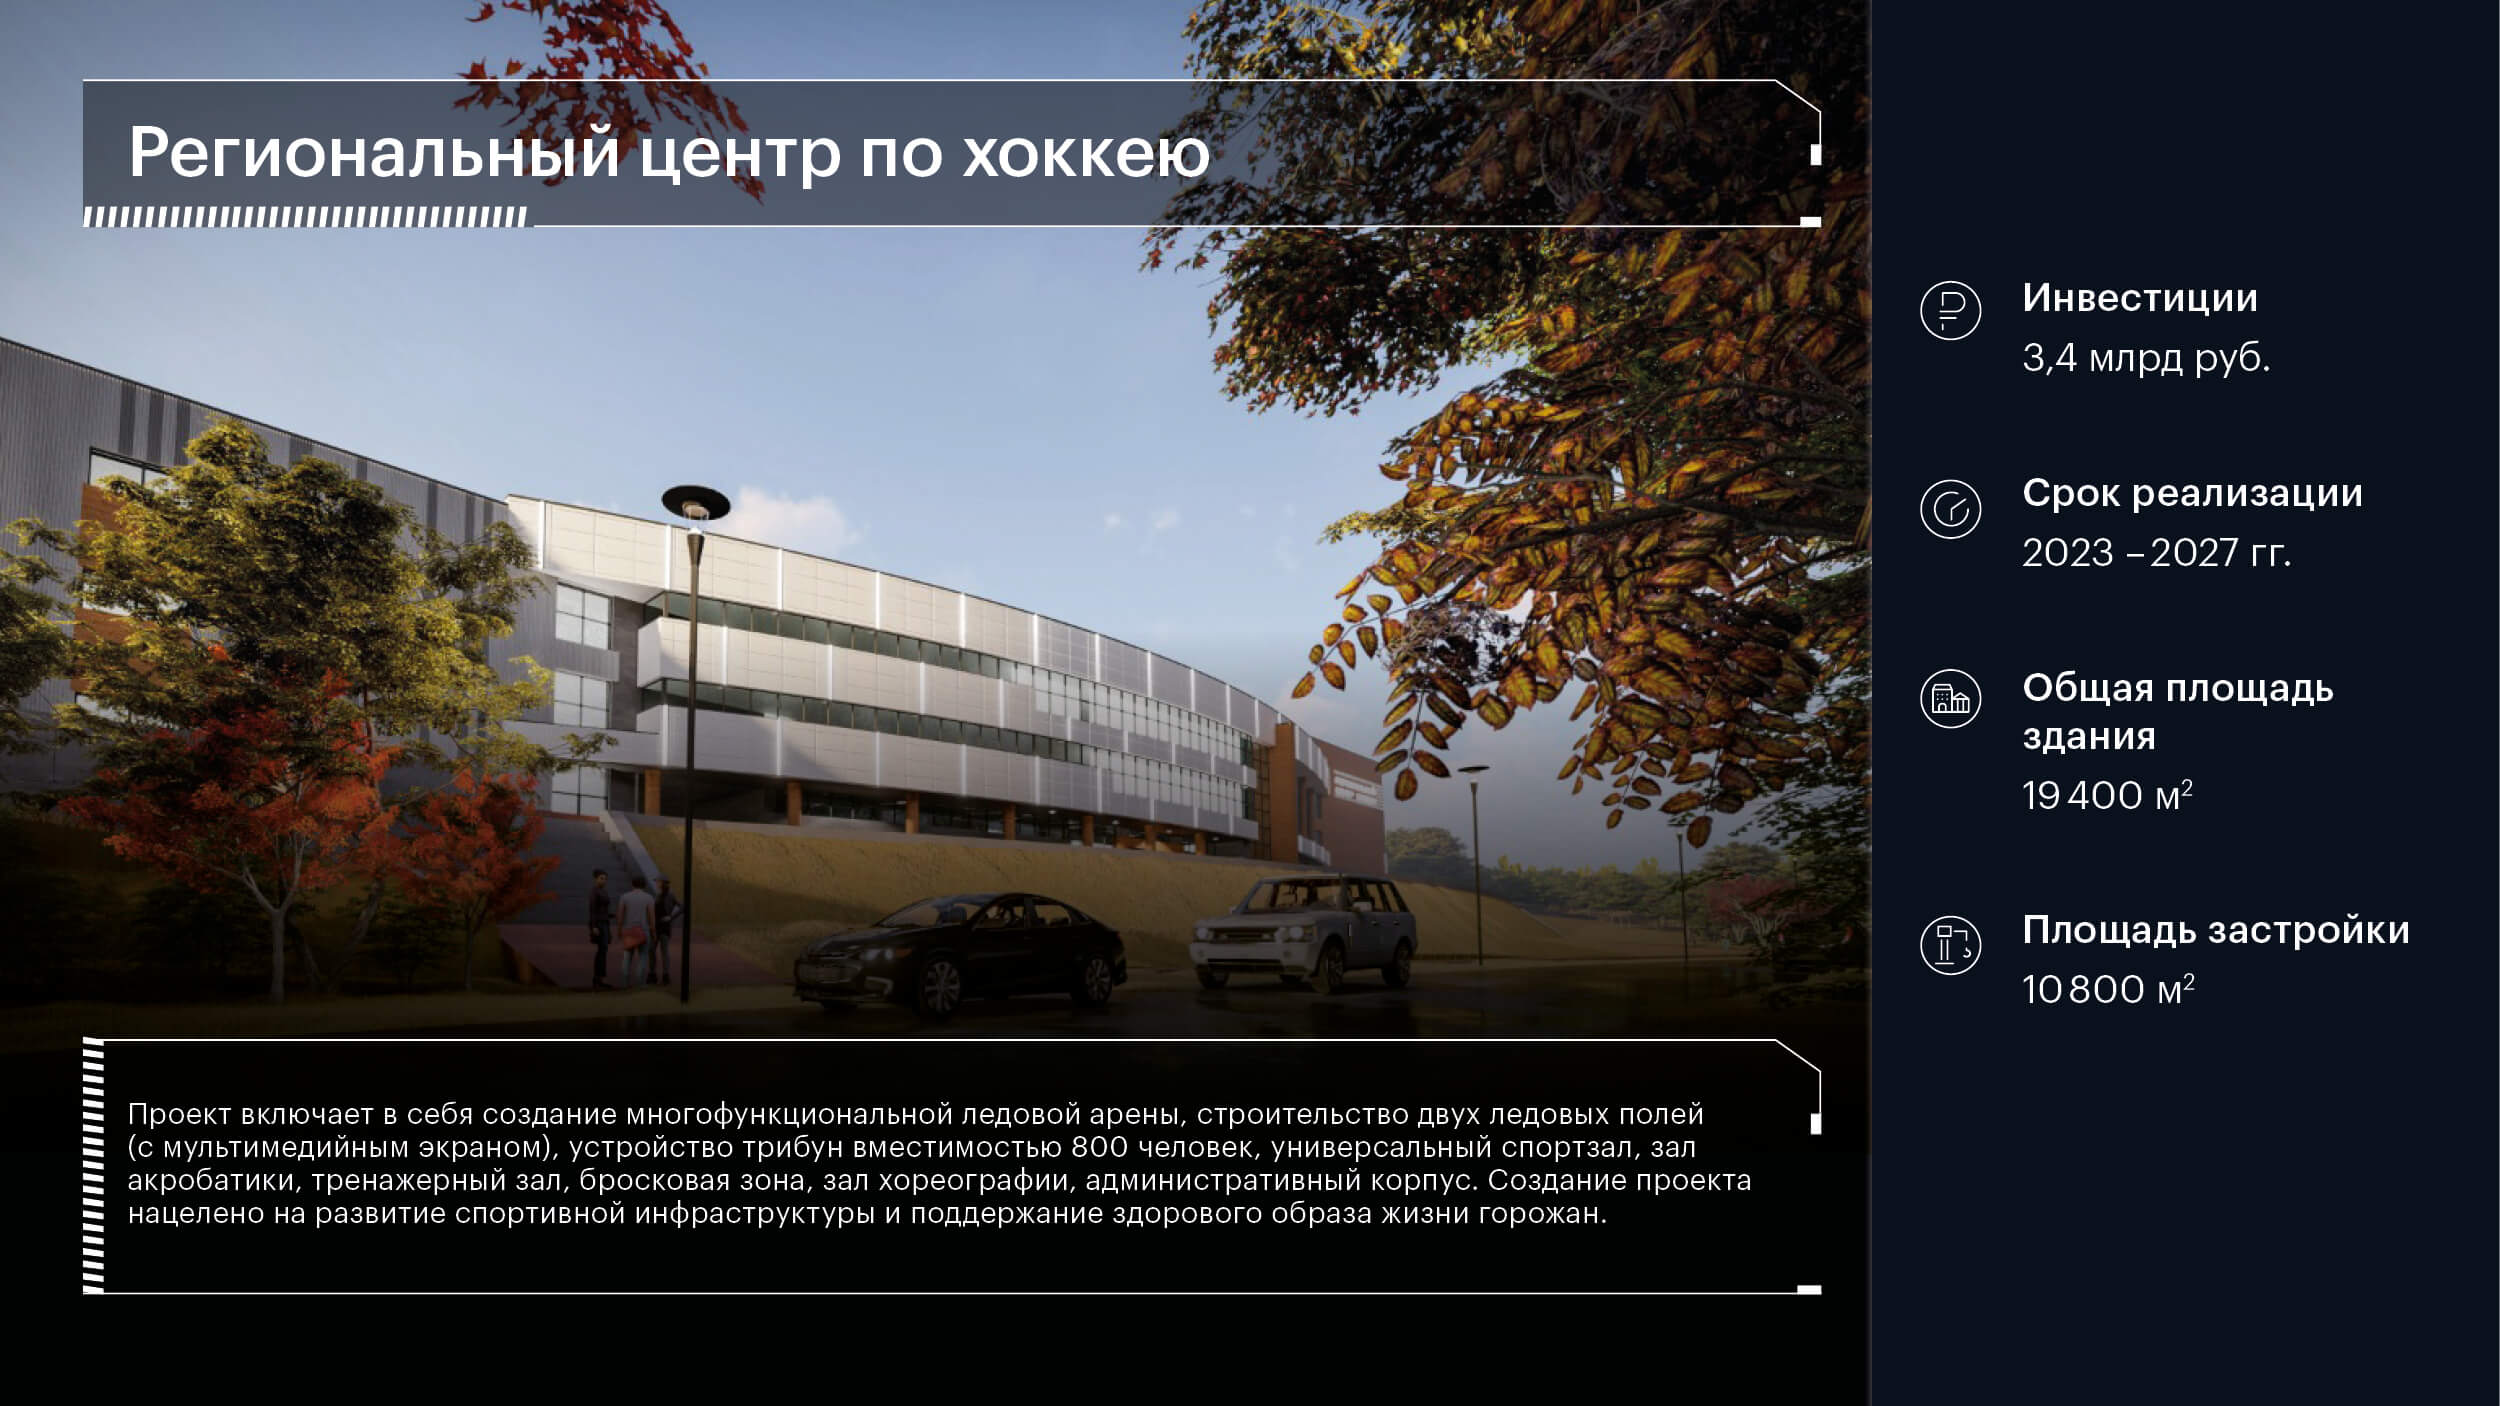 Региональный центр по хоккею
Инвестиции
3,4 млрд руб.
Срок реализации
2023 – 2027 гг.
Общая площадь
здания
19 400 м²
Площадь застройки
10 800 м²
Проект включает в себя создание многофункциональной ледовой арены, строительство двух ледовых полей
(с мультимедийным экраном), устройство трибун вместимостью 800 человек, универсальный спортзал, зал
акробатики, тренажерный зал, бросковая зона, зал хореографии, административный корпус. Создание проекта
нацелено на развитие спортивной инфраструктуры и поддержание здорового образа жизни горожан.